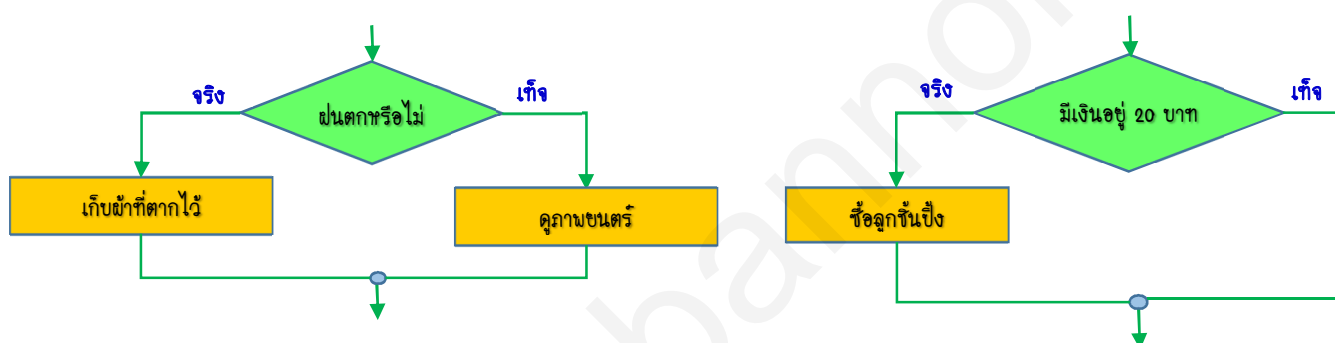 จริง
เท็จ
ฝนตกหรือไม่
เก็บผ้าที่ตากไว้
ดูภาพยนตร์
จริง
เท็จ
มีเงินอยู่ 20 บาท
ซื้อลูกชิ้นปิ้ง